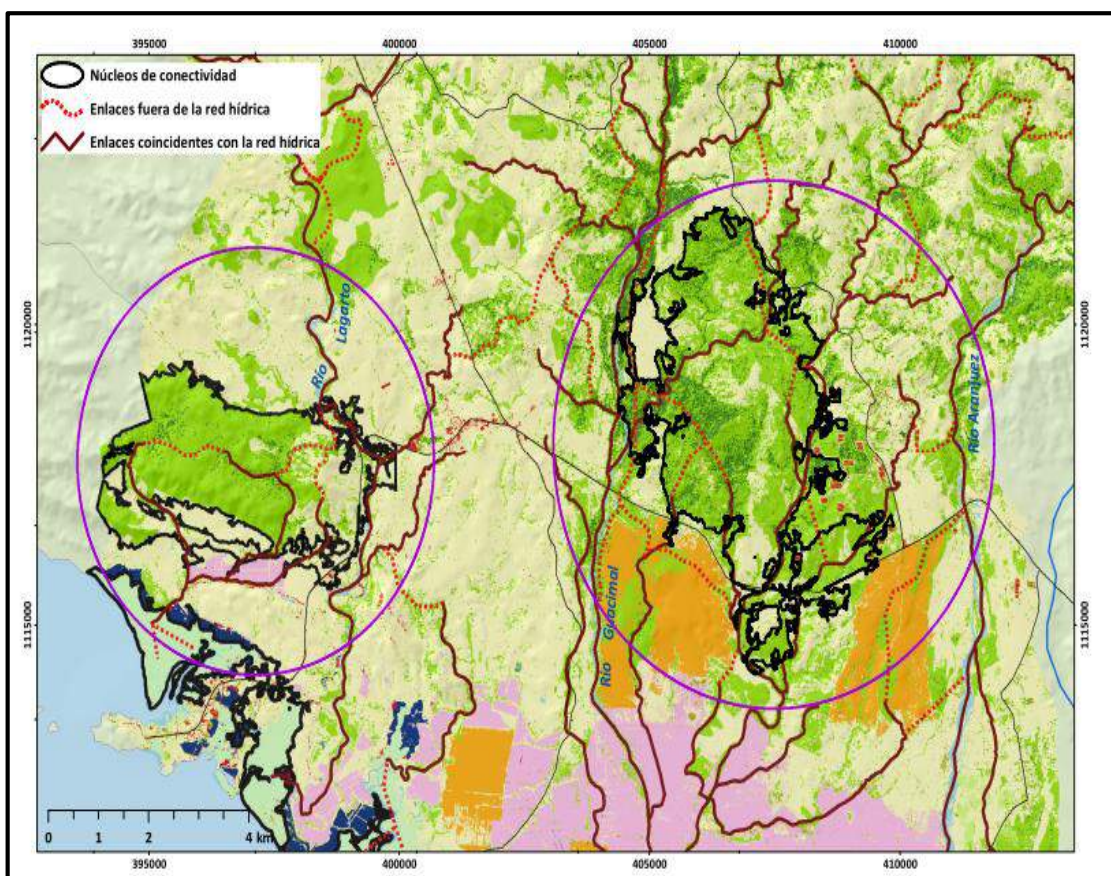 395000 400000 405000 410000
Núcleos de conectividad
Enlaces fuera de la red hídrica
Enlaces coincidentes con la red hídrica
1120000
1120000
Río Lagarto
Río Aranjuez
Río Guacimal
1115000
1115000
0 1 2 4 km
395000 400000 405000 410000